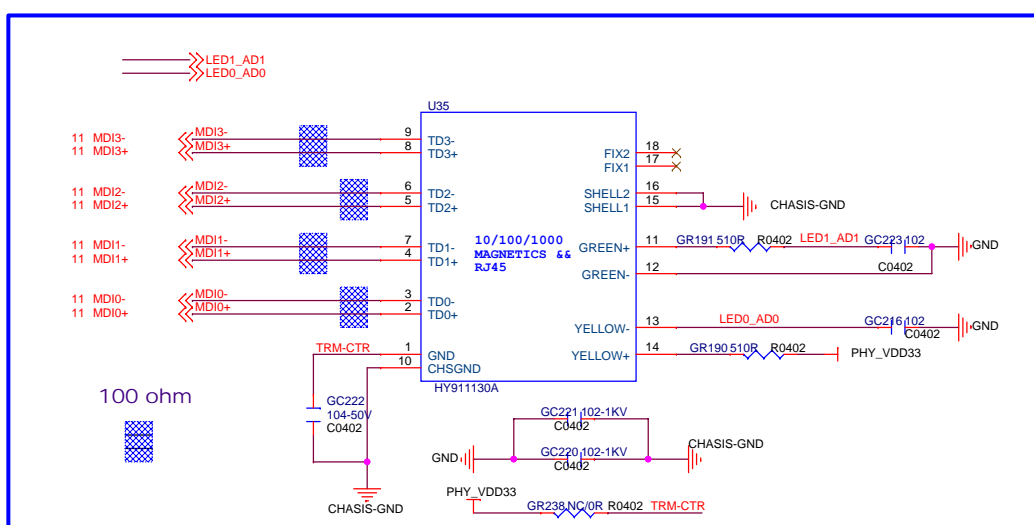 LED1_AD1
LED0_AD0
U35
11 MDI3- MDI3- 9 TD3-
11 MDI3+ MDI3+ 8 TD3+
FIX2 18
FIX1 17
11 MDI2- MDI2- 6 TD2-
11 MDI2+ MDI2+ 5 TD2+
SHELL2 16
SHELL1 15
CHASIS-GND
11 MDI1- MDI1- 7 TD1-
11 MDI1+ MDI1+ 4 TD1+
10/100/1000
MAGNETICS &&
RJ45
GREEN+ 11 GR191 510R R0402 LED1_AD1 GC223 102
C0402
GND
GREEN- 12
11 MDI0- MDI0- 3 TD0-
11 MDI0+ MDI0+ 2 TD0+
YELLOW- 13 LED0_AD0 GC216 102
C0402
GND
YELLOW+ 14 GR190 510R R0402 PHY_VDD33
TRM-CTR 1 GND
10 CHSGND
HY911130A
100 ohm
GC222
104-50V
C0402
CHASIS-GND
GC221 102-1KV
C0402
GND
GC220 102-1KV
C0402
CHASIS-GND
PHY_VDD33
GR238 NC/0R R0402 TRM-CTR